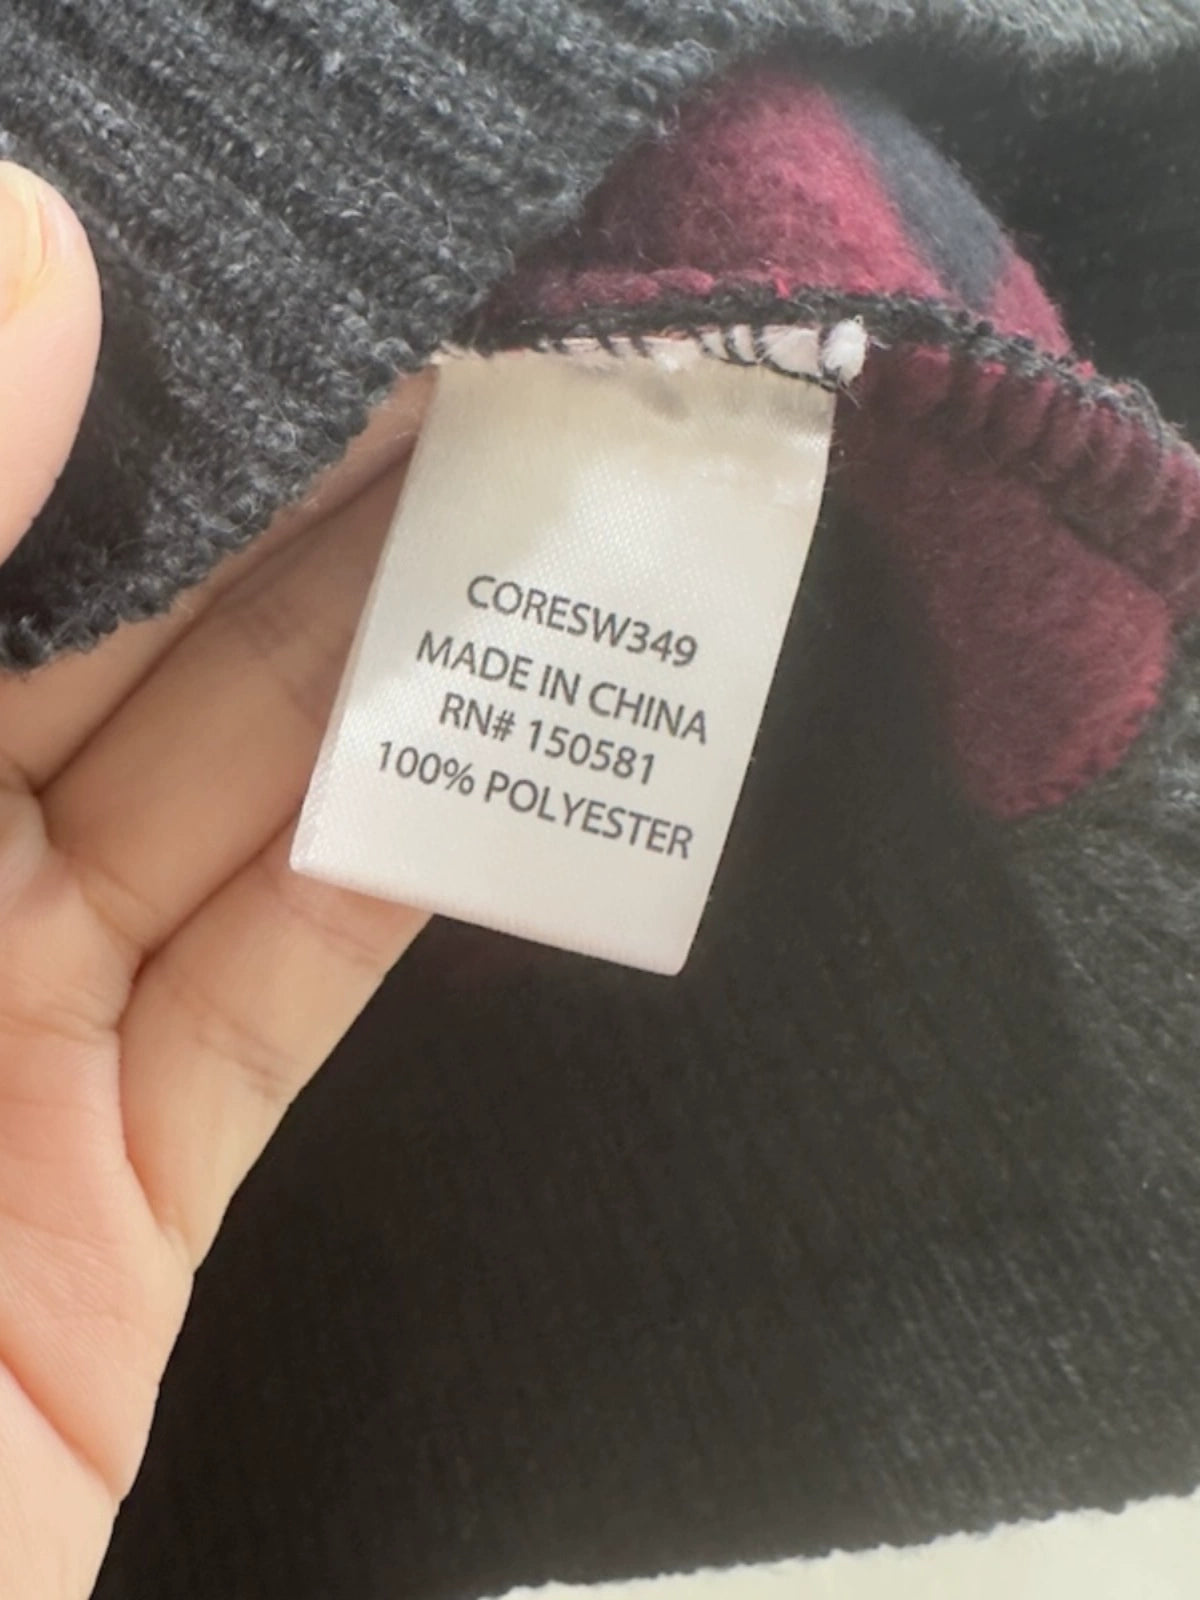 CORESW349
MADE IN CHINA
RN# 150581
100% POLYESTER